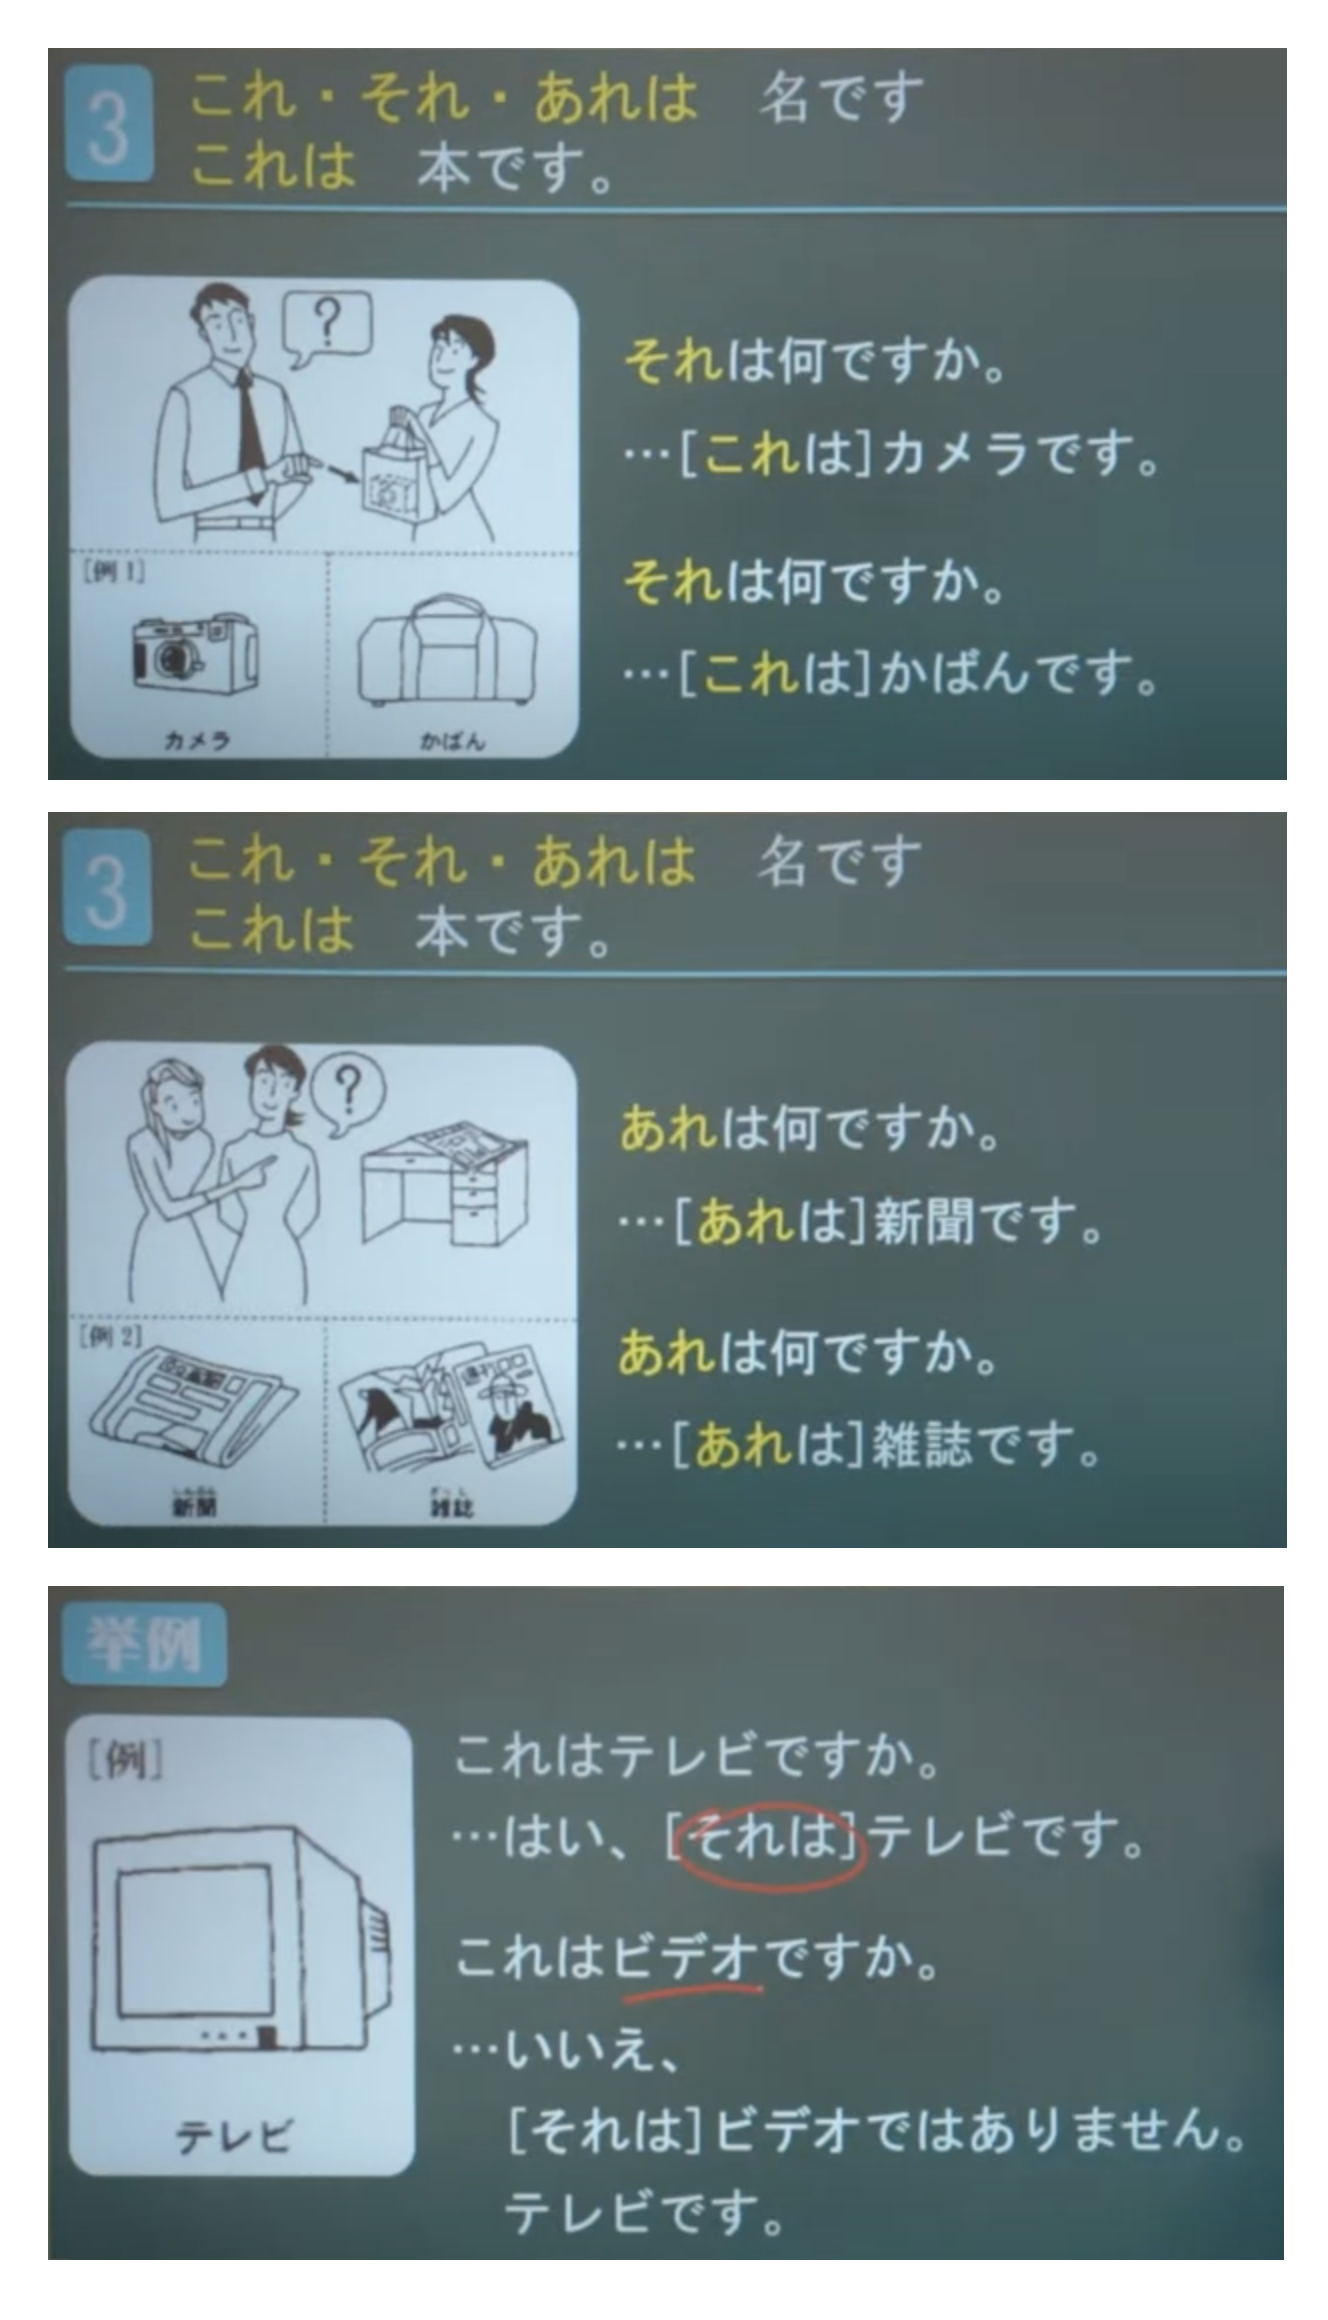 3
これ・それ・あれは　名です
これは　本です。
?
それは何ですか。
…[これは]カメラです。
それは何ですか。
…[これは]かばんです。
[例1]
カメラ
かばん
3
これ・それ・あれは　名です
これは　本です。
?
あれは何ですか。
…[あれは]新聞です。
あれは何ですか。
…[あれは]雑誌です。
[例2]
しんぶん
新聞
ざっし
雑誌
挙例
[例]
テレビ
これはテレビですか。
…はい、[それは]テレビです。
これはビデオですか。
…いいえ、
[それは]ビデオではありません。
テレビです。